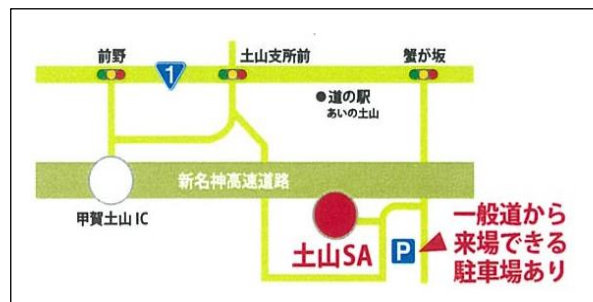 前野
1
土山支所前
蟹が坂
●道の駅
あいの土山
新名神高速道路
甲賀土山IC
土山SA
P
一般道から
来場できる
駐車場あり